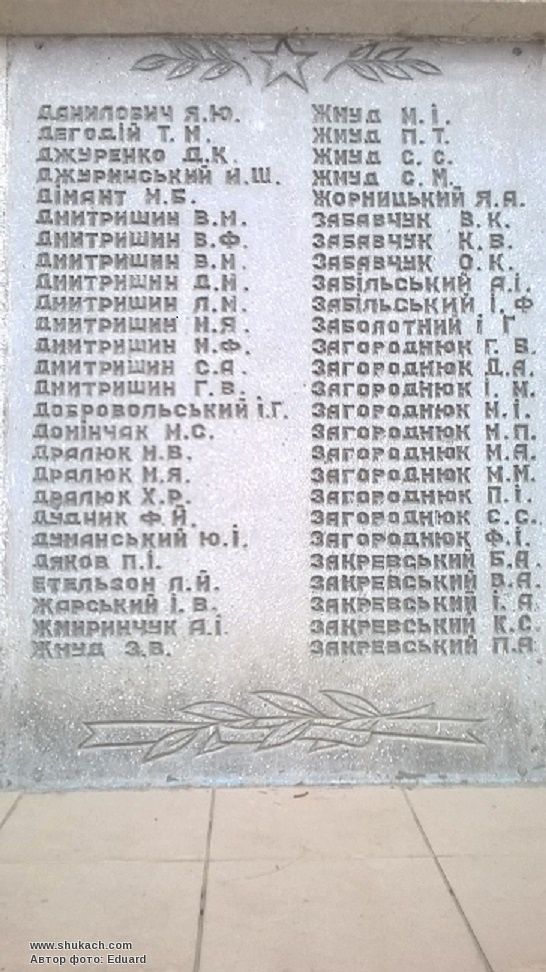 ДАНИЛОВИЧ Я.Ю.
ДЕГОДІЙ Т. М.
ДЖУРЕНКО Д.К.
ДЖУРИНСЬКИЙ И.Ш.
ДІМАНТ М.Б.
ДМИТРИШИН В.М.
ДМИТРИШИН В.Ф.
ДМИТРИШИН В.М.
ДМИТРИШИН Д.М.
ДМИТРИШИН Л.М.
ДМИТРИШИН М.Я.
ДМИТРИШИН М.Ф.
ДМИТРИШИН С.А.
ДМИТРИШИН Г.В.
ДОБРОВОЛЬСЬКИЙ І.Г.
ДОМІНЧАК М.С.
ДРАЛЮК М.В.
ДРАЛЮК М.Я.
ДРАЛЮК Х.Р.
ДУДНИК Ф.Й.
ДУМАНСЬКИЙ Ю.І.
ДЯКОВ П.І.
ЕТЕЛЬЗОН Л.Й.
ЖАРСЬКИЙ І.В.
ЖМИРИНЧУК А.І.
ЖМУД З.В.
ЖМУД М.І.
ЖМУД П.Т.
ЖМУД С.С.
ЖМУД С.М.
ЖОРНИЦЬКИЙ Я.А.
ЗАБАВЧУК В.К.
ЗАБАВЧУК К.В.
ЗАБАВЧУК О.К.
ЗАБІЛЬСЬКИЙ А.І.
ЗАБІЛЬСЬКИЙ І.Ф
ЗАБОЛОТНИЙ І Г
ЗАГОРОДНЮК Г.В.
ЗАГОРОДНЮК Д.А.
ЗАГОРОДНЮК І.М.
ЗАГОРОДНЮК М.І.
ЗАГОРОДНЮК М.П.
ЗАГОРОДНЮК М.А.
ЗАГОРОДНЮК М.М.
ЗАГОРОДНЮК П.І.
ЗАГОРОДНЮК С.С.
ЗАГОРОДНЮК Ф.І.
ЗАКРЕВСЬКИЙ Б.А.
ЗАКРЕВСЬКИЙ В.А.
ЗАКРЕВСЬКИЙ І.А.
ЗАКРЕВСЬКИЙ К.С.
ЗАКРЕВСЬКИЙ П.А
www.shukach.com
Автор фото: Eduard